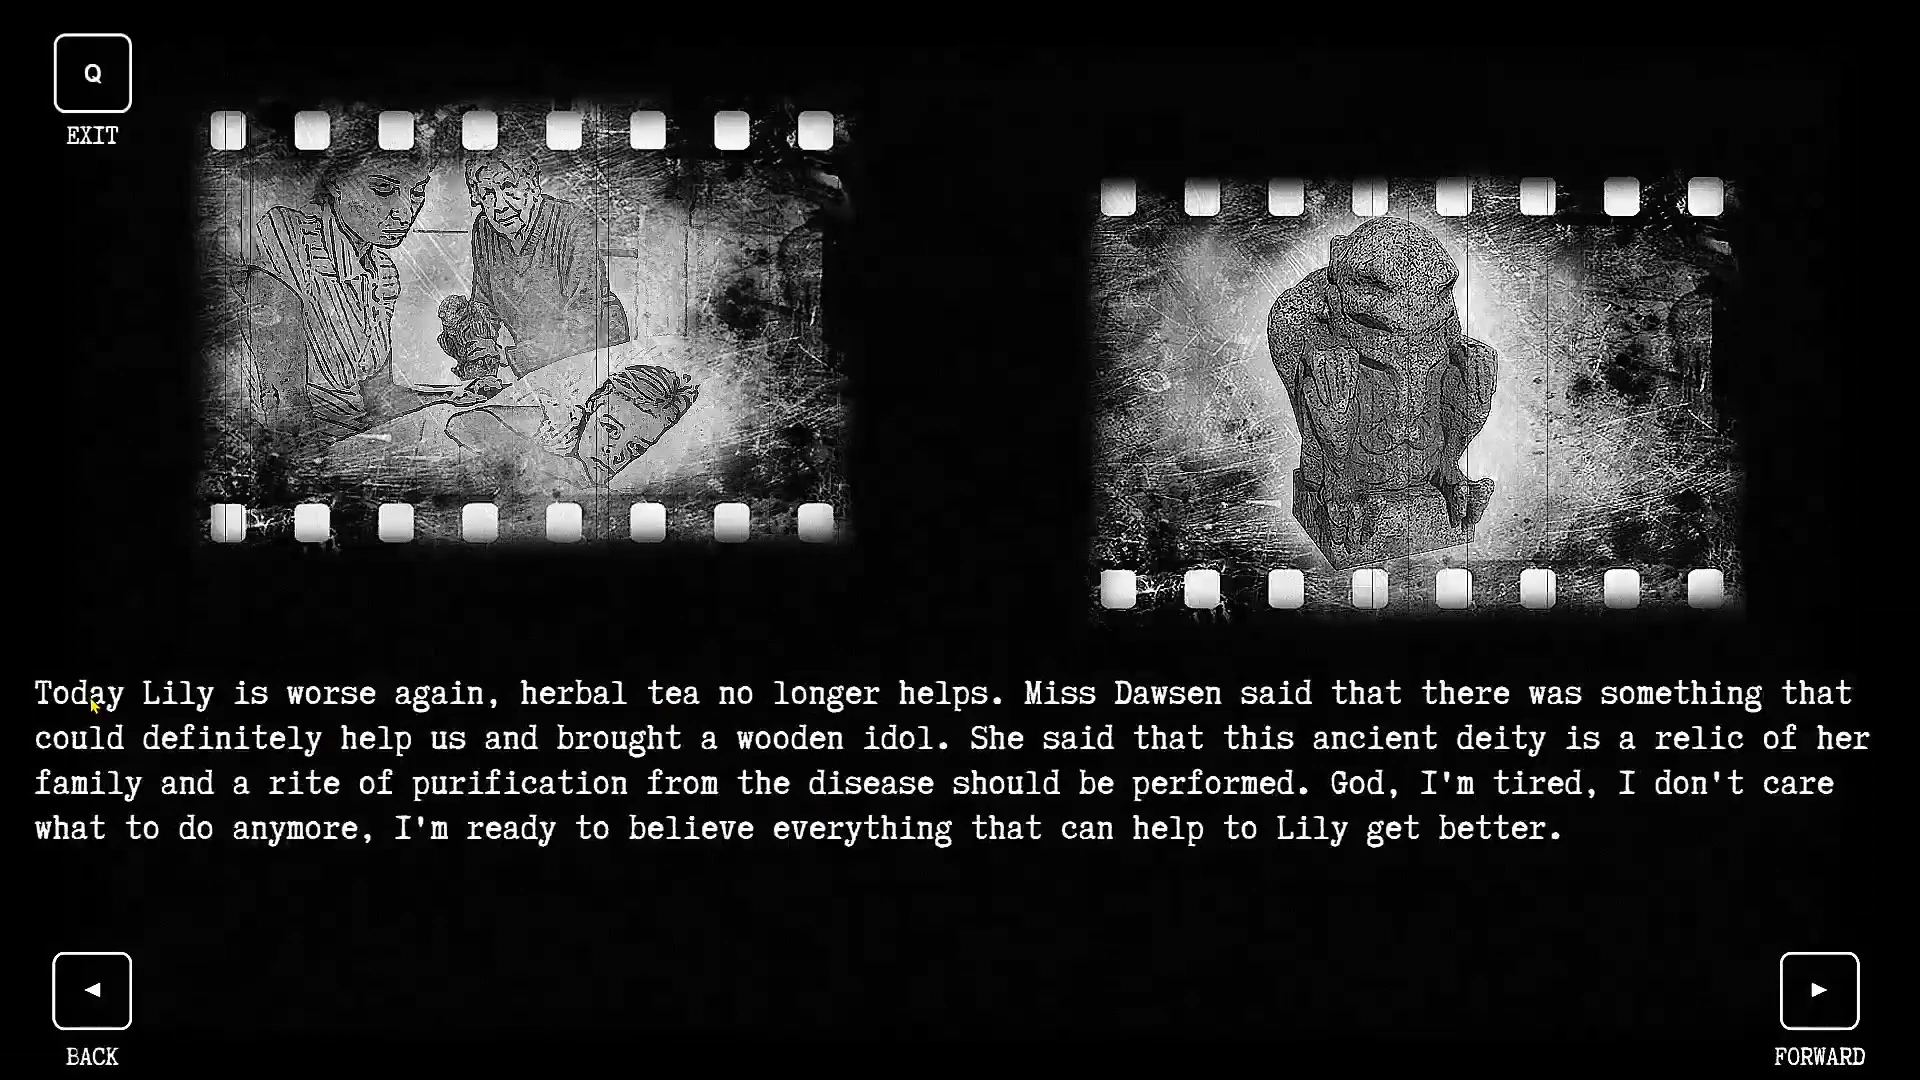 Q
EXIT
Today Lily is worse again, herbal tea no longer helps. Miss Dawsen said that there was something that
could definitely help us and brought a wooden idol. She said that this ancient deity is a relic of her
family and a rite of purification from the disease should be performed. God, I'm tired, I don't care
what to do anymore, I'm ready to believe everything that can help to Lily get better.
BACK
FORWARD